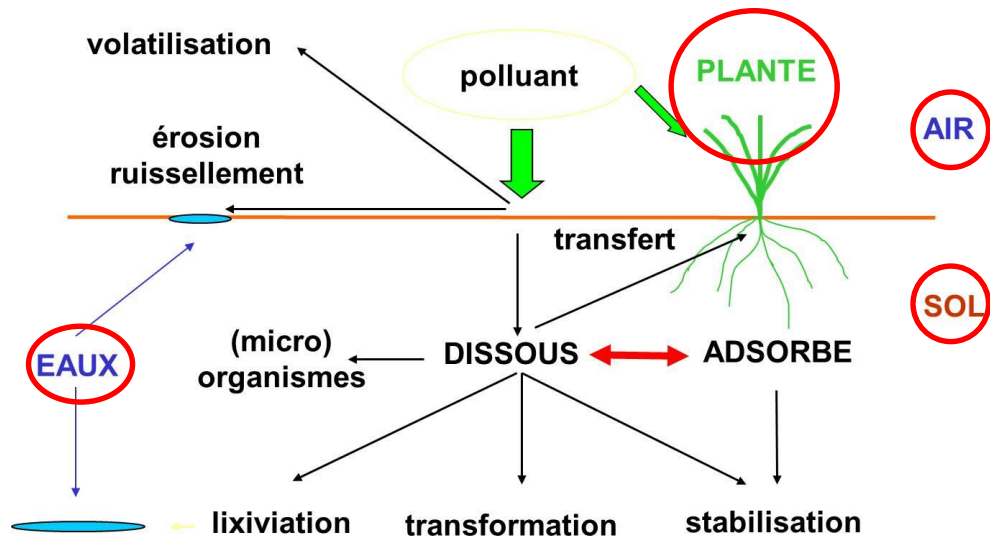 volatilisation
polluant
PLANTE
AIR
érosion
ruissellement
transfert
SOL
EAUX
(micro)
organismes
DISSOUS
ADSORBE
lixiviation
transformation
stabilisation